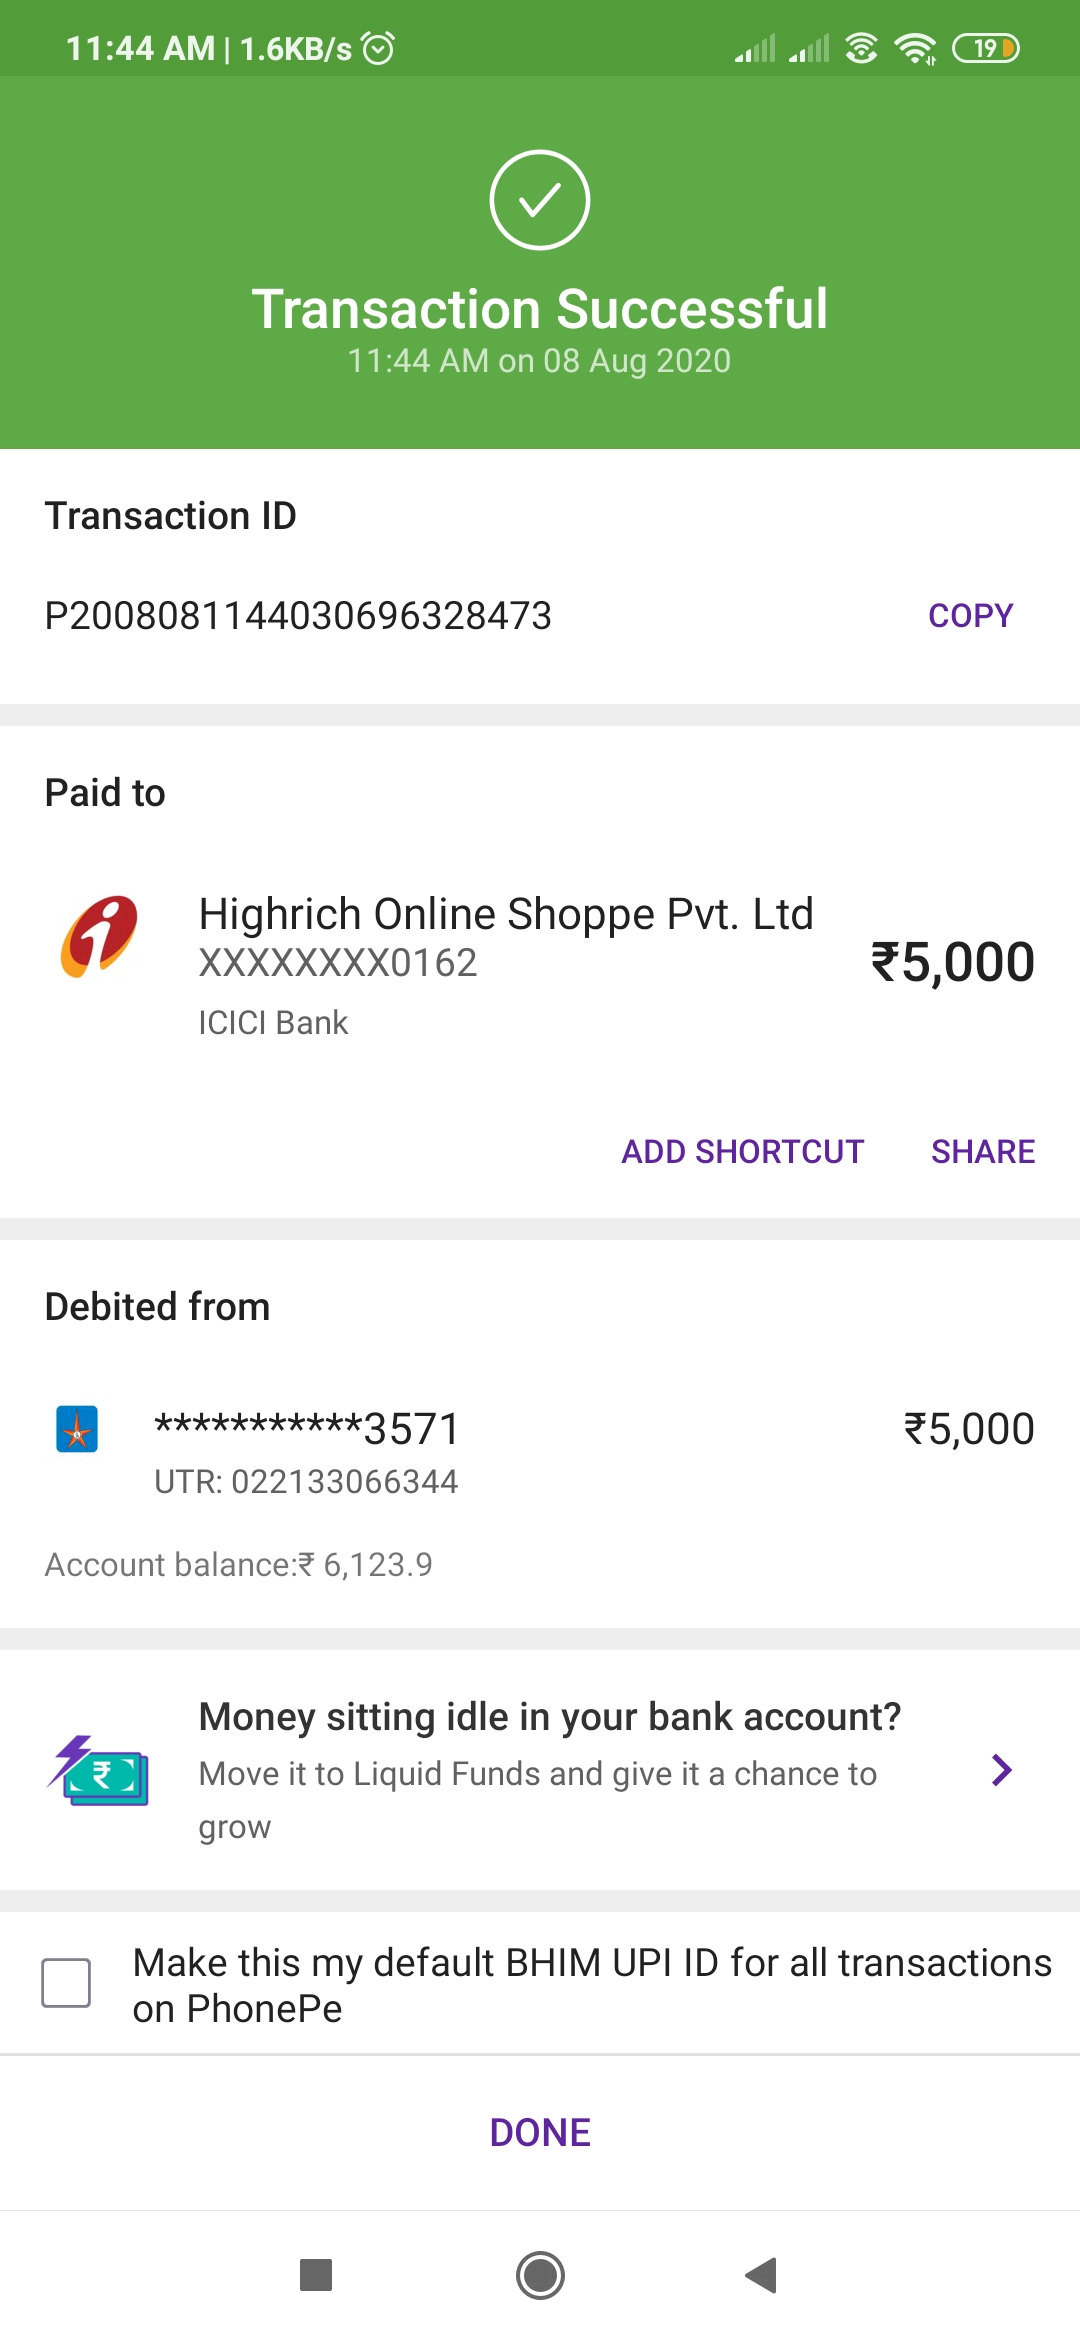 11:44 AM | 1.6KB/s
19
Transaction Successful
11:44 AM on 08 Aug 2020
Transaction ID
P2008081144030696328473
COPY
Paid to
Highrich Online Shoppe Pvt. Ltd
XXXXXXXX0162
₹5,000
ICICI Bank
ADD SHORTCUT
SHARE
Debited from
***********3571
₹5,000
UTR: 022133066344
Account balance:₹ 6,123.9
Money sitting idle in your bank account?
Move it to Liquid Funds and give it a chance to
grow
Make this my default BHIM UPI ID for all transactions
on PhonePe
DONE